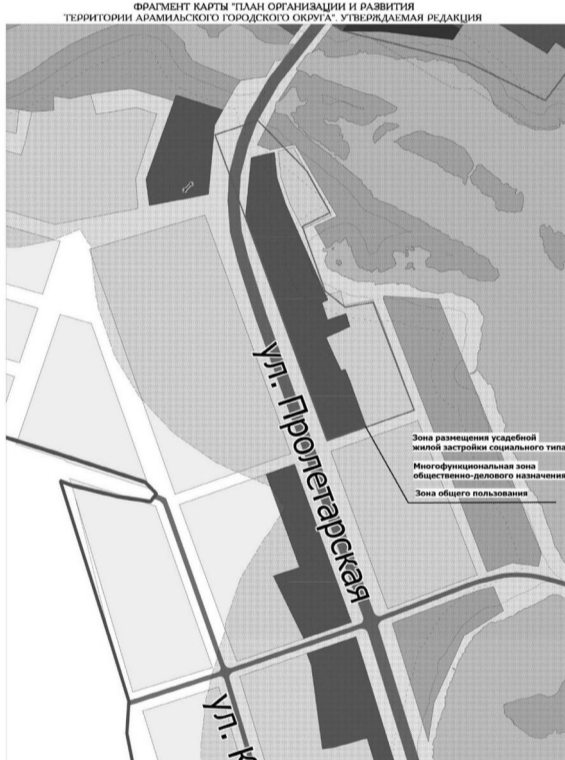 ФРАГМЕНТ КАРТЫ "ПЛАН ОРГАНИЗАЦИИ И РАЗВИТИЯ
ТЕРРИТОРИИ АРАМИЛЬСКОГО ГОРОДСКОГО ОКРУГА". УТВЕРЖДАЕМАЯ РЕДАКЦИЯ
ул. Пролетарская
Зона размещения усадебной
жилой застройки социального типа
Многофункциональная зона
общественно-делового назначения
Зона общего пользования
ул. К